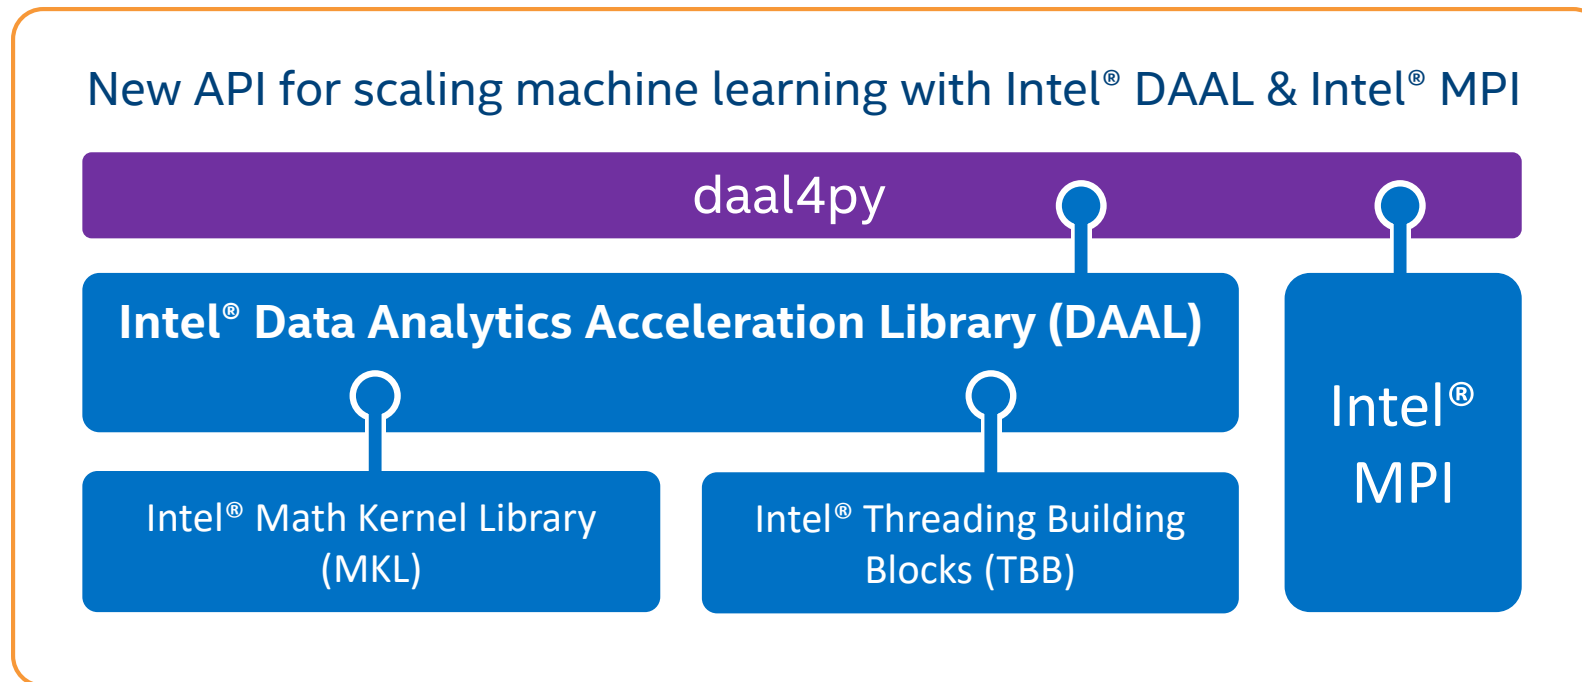 New API for scaling machine learning with Intel® DAAL & Intel® MPI
daal4py
Intel® Data Analytics Acceleration Library (DAAL)
Intel® Math Kernel Library
(MKL)
Intel® Threading Building
Blocks (TBB)
Intel®
MPI